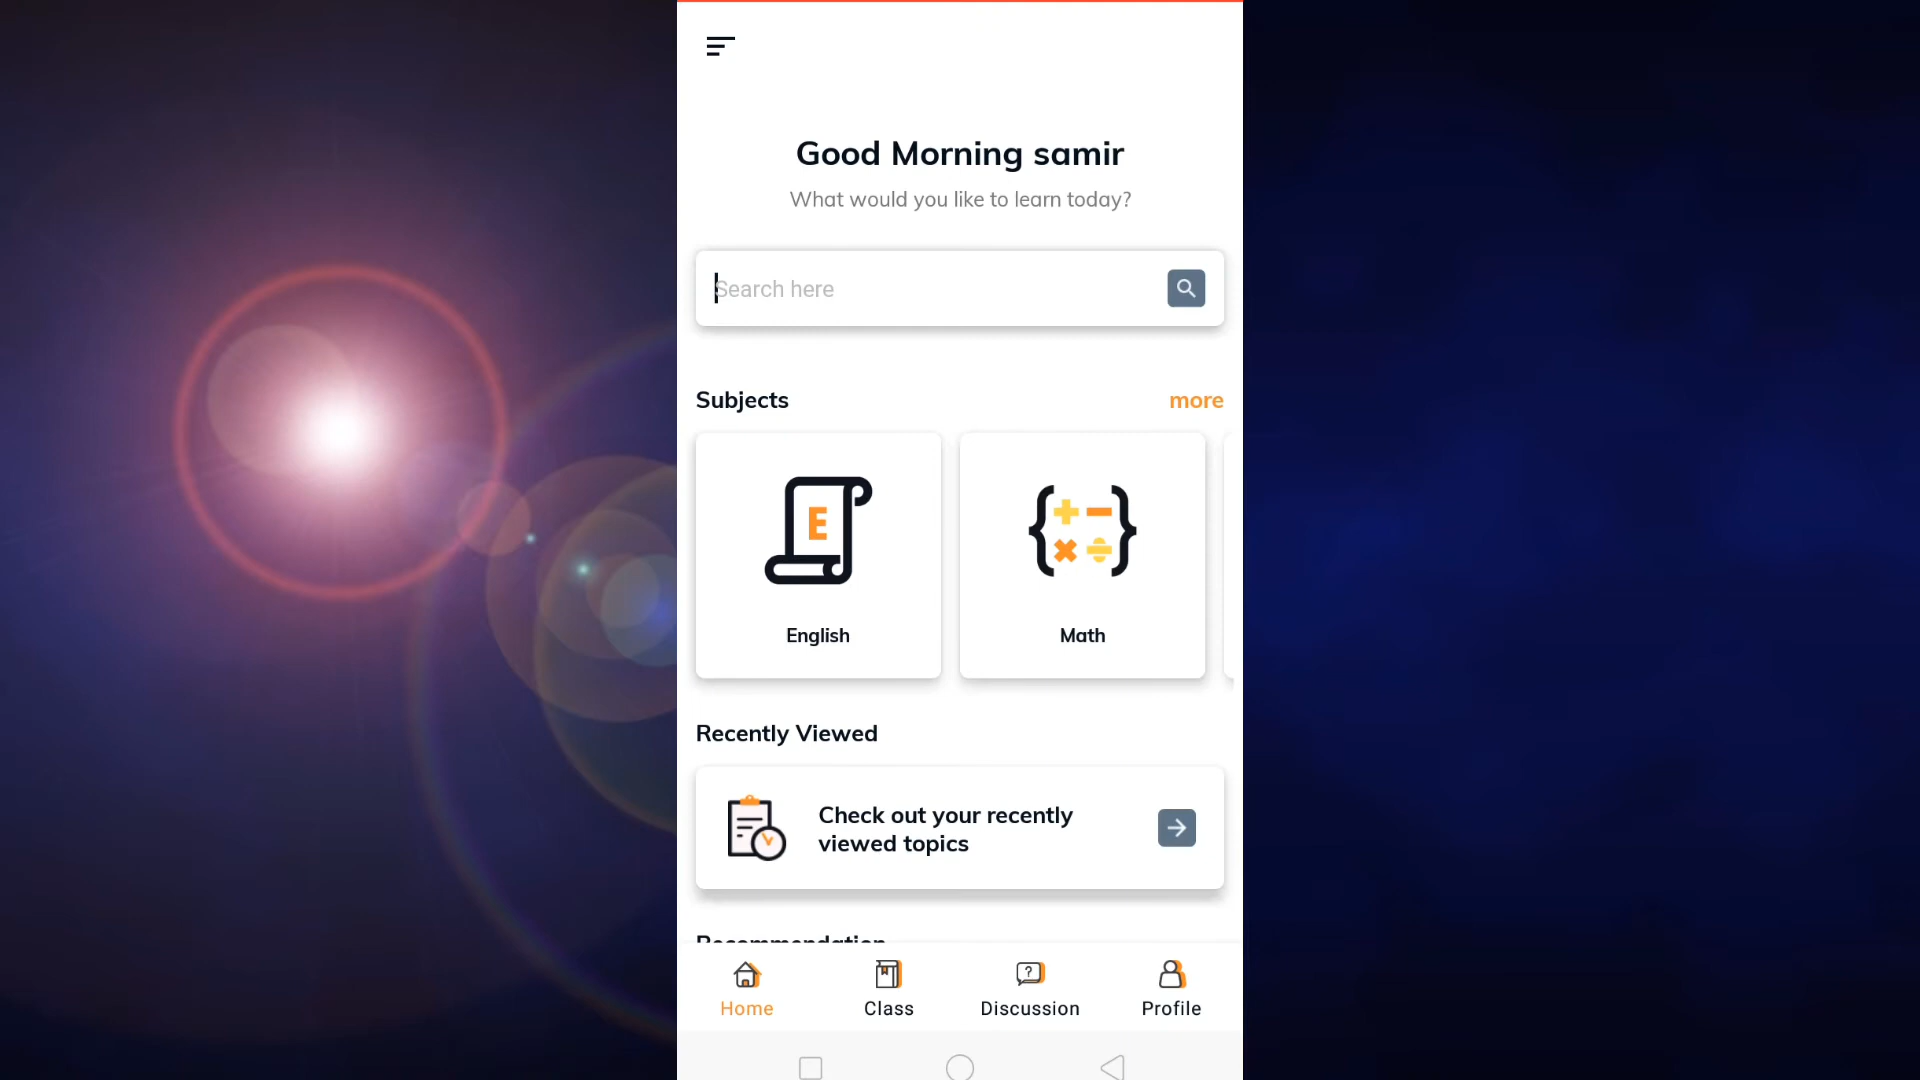 Good Morning samir
What would you like to learn today?
Search here
Subjects
more
E
English
Math
Recently Viewed
Check out your recently
viewed topics
Recommendation
Home
Class
Discussion
Profile